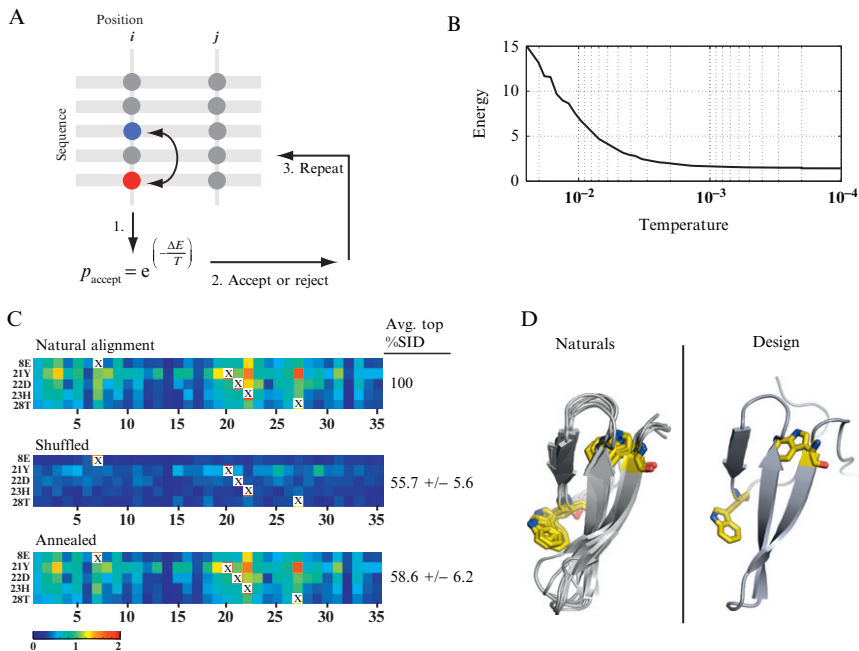 A
Position
i
j
Sequence
1.
p accept = e (−ΔE/T)
2. Accept or reject
3. Repeat
B
15
10
5
0
Energy
10⁻²
10⁻³
10⁻⁴
Temperature
C
Avg. top
%SID
Natural alignment
8E
21Y
22D
23H
28T
X
X
X
X
X
100
5 10 15 20 25 30 35
Shuffled
8E
21Y
22D
23H
28T
X
X
X
X
X
55.7 +/− 5.6
5 10 15 20 25 30 35
Annealed
8E
21Y
22D
23H
28T
X
X
X
X
X
58.6 +/− 6.2
5 10 15 20 25 30 35
0 1 2
D
Naturals
Design